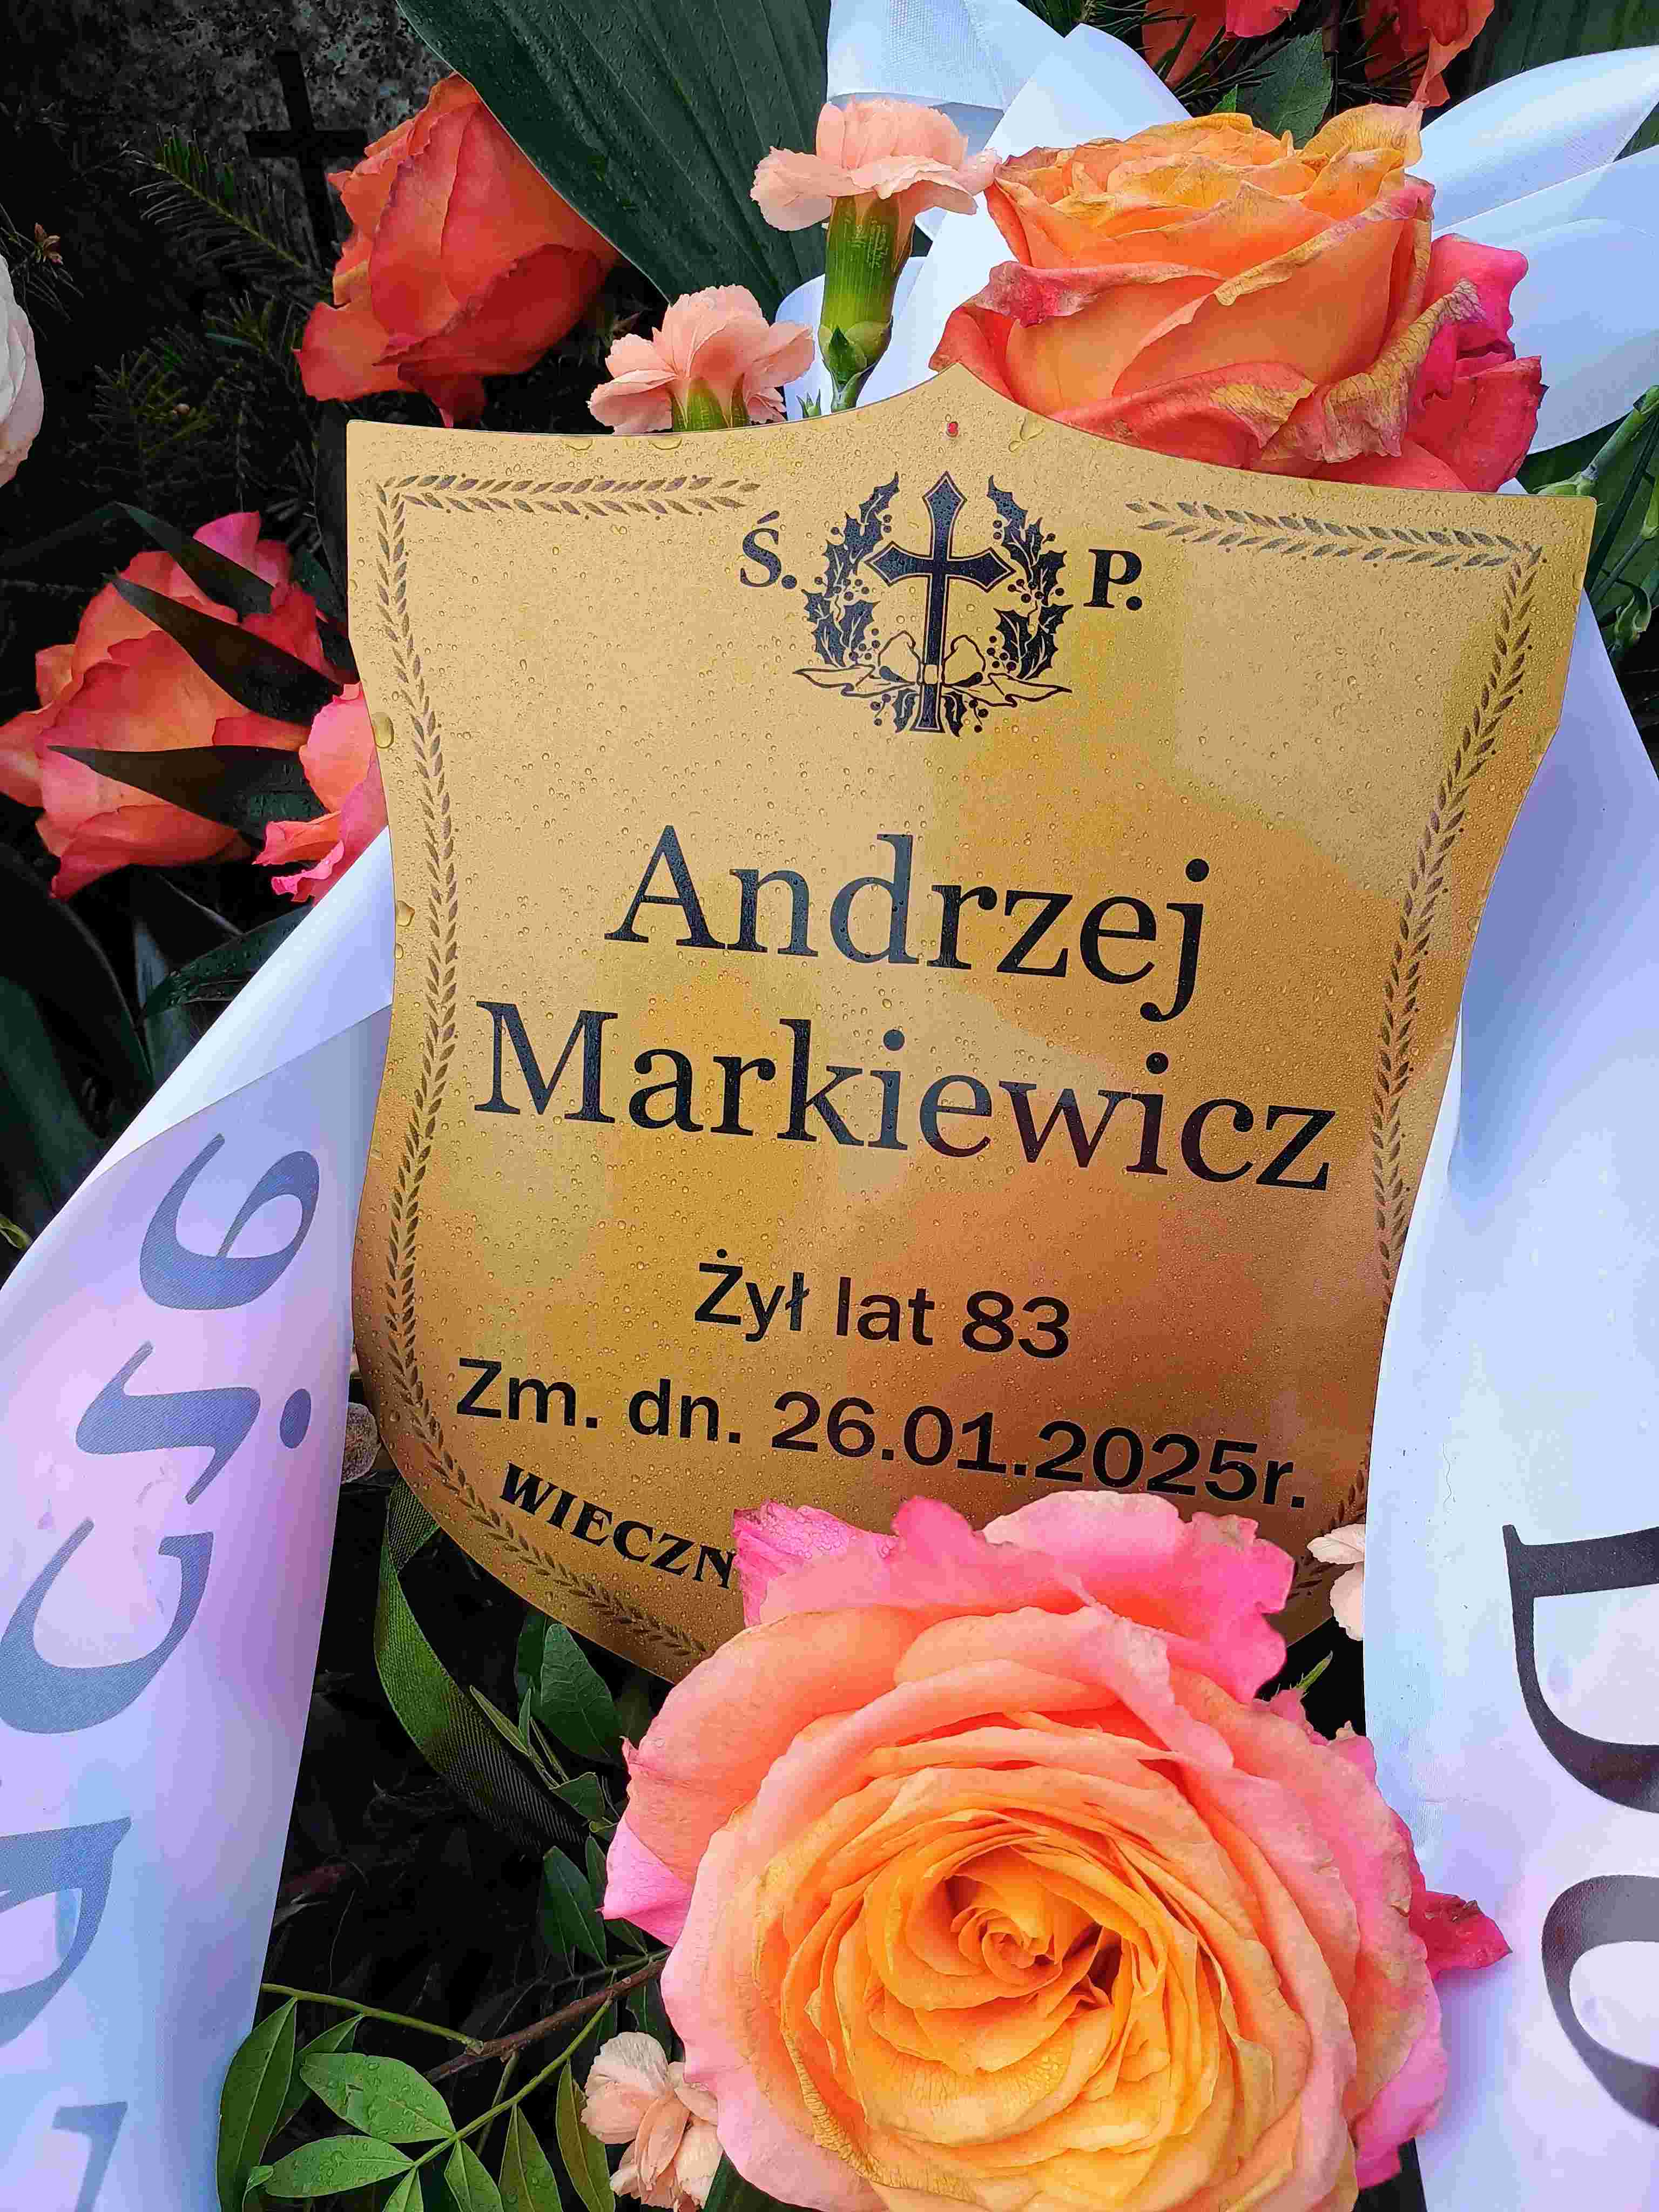 Ś. P.
Andrzej
Markiewicz
Żył lat 83
Zm. dn. 26.01.2025r.